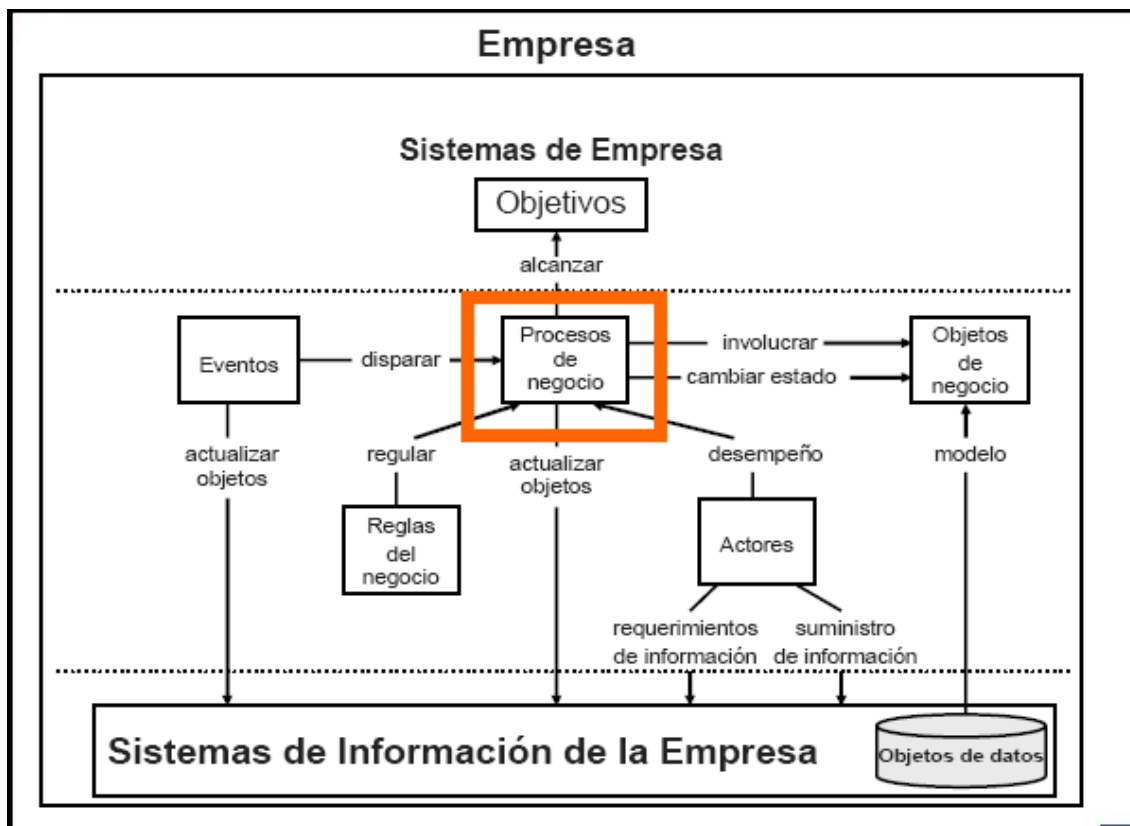 Empresa
Sistemas de Empresa
Objetivos
alcanzar
Eventos
disparar
Procesos
de
negocio
involucrar
cambiar estado
Objetos
de
negocio
actualizar
objetos
regular
actualizar
objetos
desempeño
modelo
Reglas
del
negocio
Actores
requerimientos
de información
suministro
de información
Sistemas de Información de la Empresa
Objetos de datos